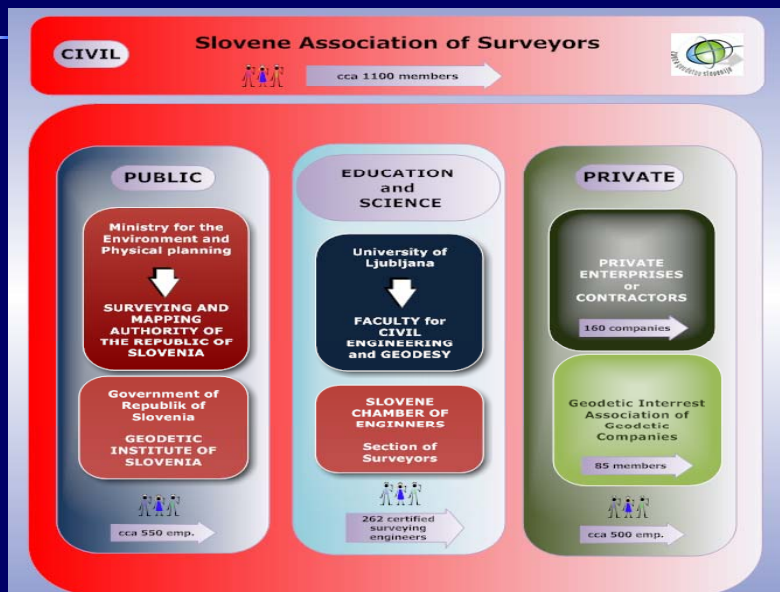 CIVIL
Slovene Association of Surveyors
cca 1100 members
zveza geodetov slovenije
PUBLIC
Ministry for the
Environment and
Physical planning
SURVEYING AND
MAPPING
AUTHORITY OF
THE REPUBLIC OF
SLOVENIA
Government of
Republik of
Slovenia
GEODETIC
INSTITUTE OF
SLOVENIA
cca 550 emp.
EDUCATION
and
SCIENCE
University of
Ljubljana
FACULTY for
CIVIL
ENGINEERING
and GEODESY
SLOVENE
CHAMBER OF
ENGINNERS
Section of
Surveyors
262 certified
surveying
engineers
PRIVATE
PRIVATE
ENTERPRISES
or
CONTRACTORS
160 companies
Geodetic Interrest
Association of
Geodetic
Companies
85 members
cca 500 emp.